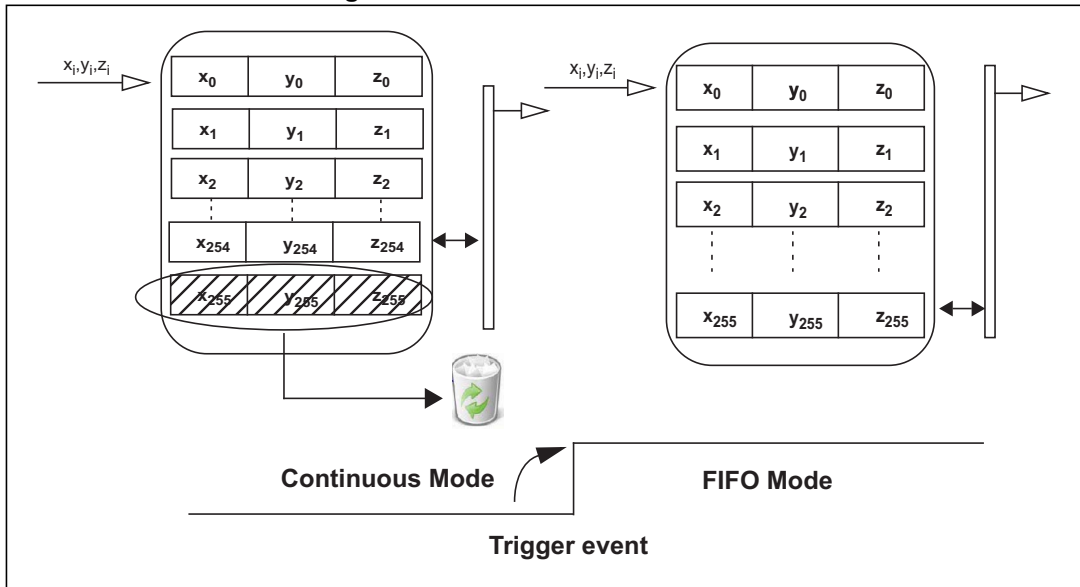 xi,yi,zi
x0 y0 z0
x1 y1 z1
x2 y2 z2
x254 y254 z254
x255 y255 z255
xi,yi,zi
x0 y0 z0
x1 y1 z1
x2 y2 z2
x255 y255 z255
Continuous Mode
FIFO Mode
Trigger event